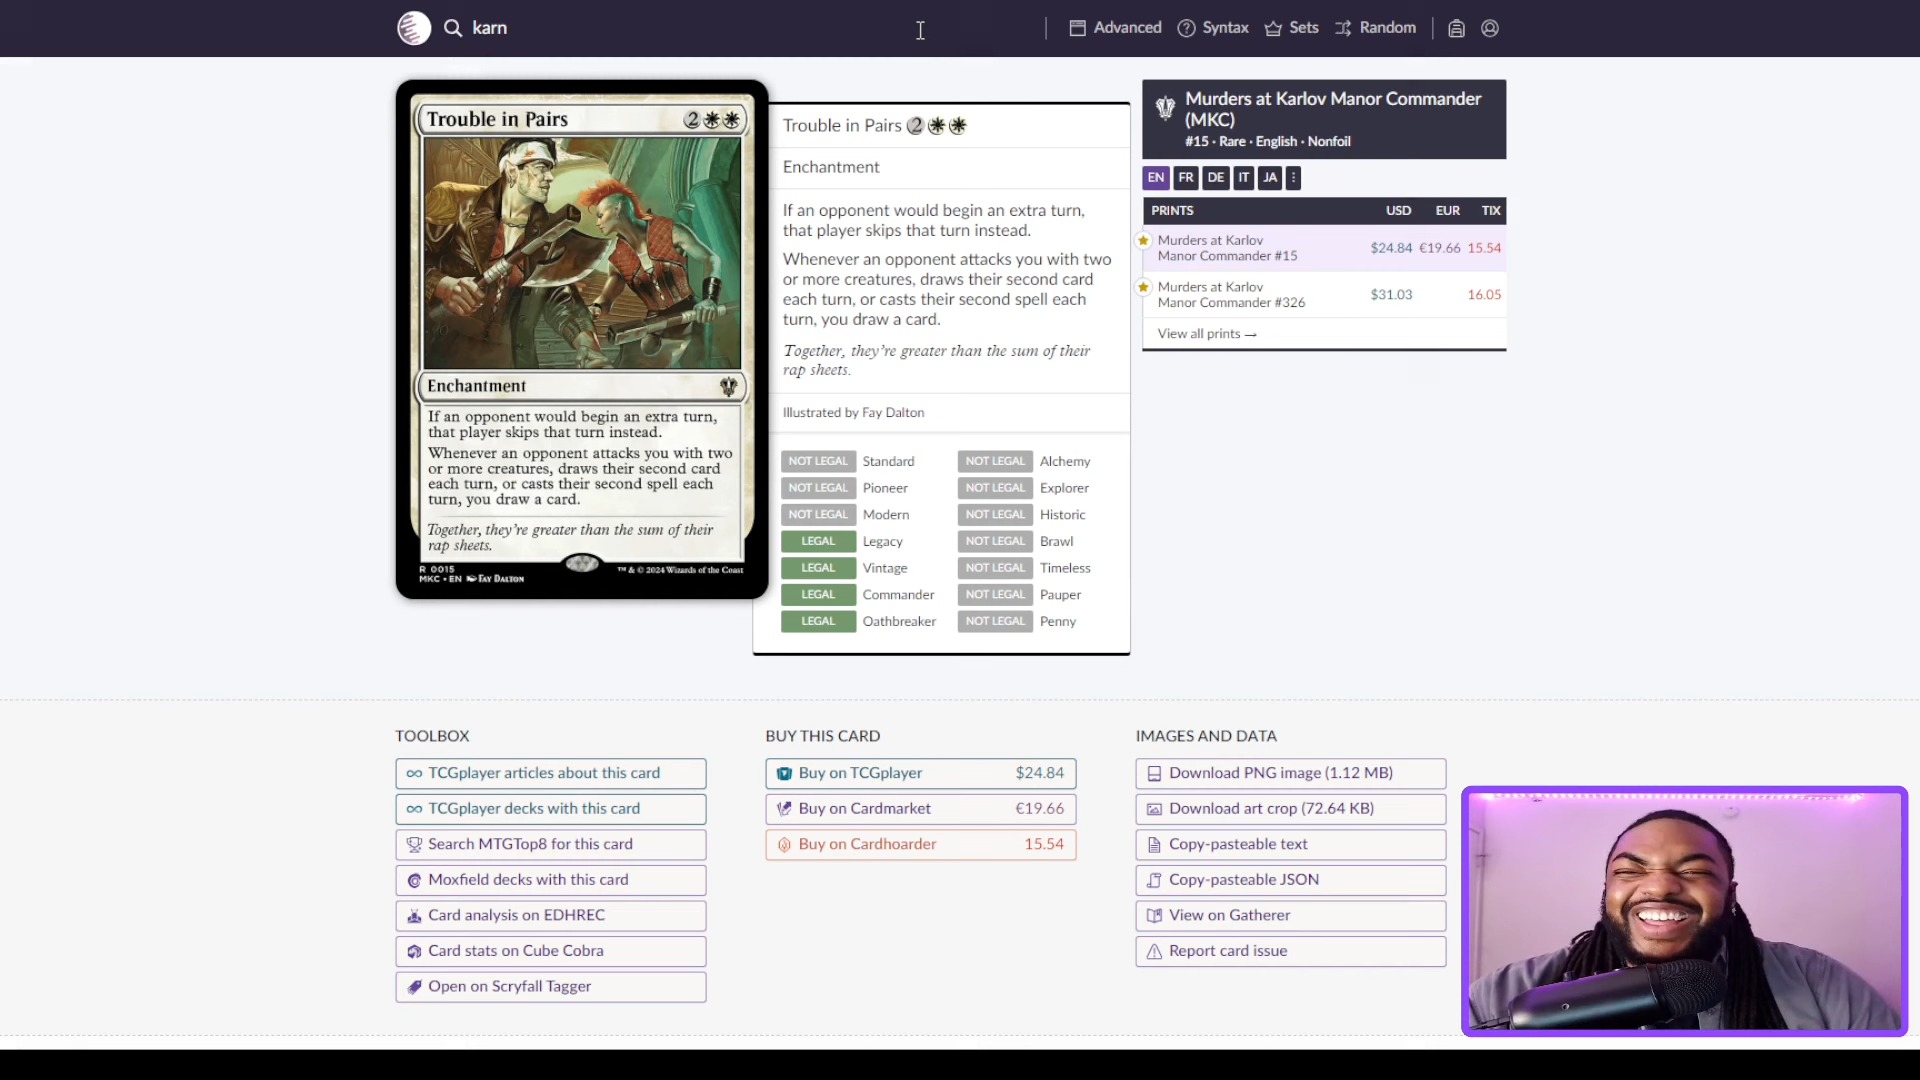 karn
Advanced
Syntax
Sets
Random
Trouble in Pairs 2
Enchantment
If an opponent would begin an extra turn,
that player skips that turn instead.
Whenever an opponent attacks you with two
or more creatures, draws their second card
each turn, or casts their second spell each
turn, you draw a card.
Together, they're greater than the sum of their
rap sheets.
R 0015
MKC • EN Fay Dalton
™ & © 2024 Wizards of the Coast
Trouble in Pairs 2
Enchantment
If an opponent would begin an extra turn,
that player skips that turn instead.
Whenever an opponent attacks you with two
or more creatures, draws their second card
each turn, or casts their second spell each
turn, you draw a card.
Together, they're greater than the sum of their
rap sheets.
Illustrated by Fay Dalton
NOT LEGAL Standard NOT LEGAL Alchemy
NOT LEGAL Pioneer NOT LEGAL Explorer
NOT LEGAL Modern NOT LEGAL Historic
LEGAL Legacy NOT LEGAL Brawl
LEGAL Vintage NOT LEGAL Timeless
LEGAL Commander NOT LEGAL Pauper
LEGAL Oathbreaker NOT LEGAL Penny
Murders at Karlov Manor Commander
(MKC)
#15 · Rare · English · Nonfoil
EN FR DE IT JA
PRINTS USD EUR TIX
Murders at Karlov
Manor Commander #15 $24.84 €19.66 15.54
Murders at Karlov
Manor Commander #326 $31.03 16.05
View all prints →
TOOLBOX
TCGplayer articles about this card
TCGplayer decks with this card
Search MTGTop8 for this card
Moxfield decks with this card
Card analysis on EDHREC
Card stats on Cube Cobra
Open on Scryfall Tagger
BUY THIS CARD
Buy on TCGplayer $24.84
Buy on Cardmarket €19.66
Buy on Cardhoarder 15.54
IMAGES AND DATA
Download PNG image (1.12 MB)
Download art crop (72.64 KB)
Copy-pasteable text
Copy-pasteable JSON
View on Gatherer
Report card issue